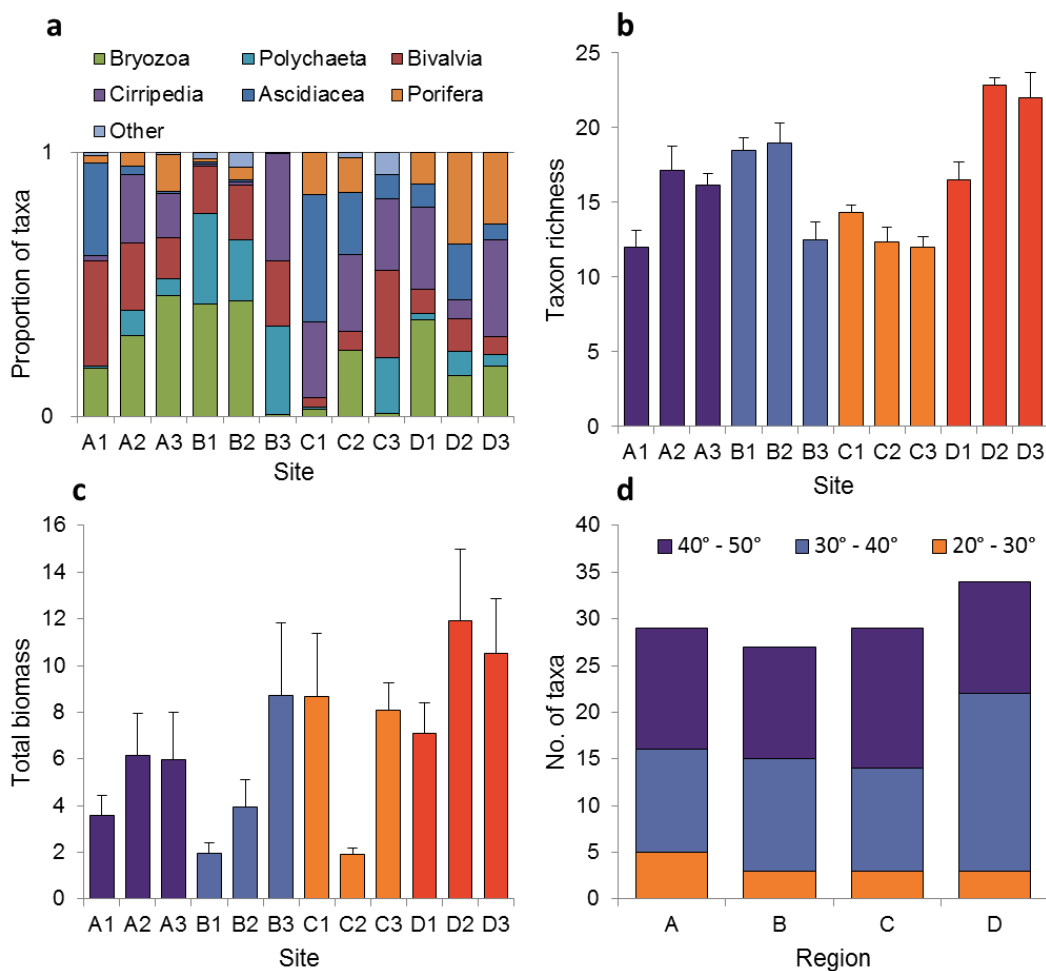 a
Bryozoa Polychaeta Bivalvia
Cirripedia Ascidiacea Porifera
Other
1
0
Proportion of taxa
A1 A2 A3 B1 B2 B3 C1 C2 C3 D1 D2 D3
Site
b
25
20
15
10
5
0
Taxon richness
A1 A2 A3 B1 B2 B3 C1 C2 C3 D1 D2 D3
Site
c
16
14
12
10
8
6
4
2
0
Total biomass
A1 A2 A3 B1 B2 B3 C1 C2 C3 D1 D2 D3
Site
d
40° - 50° 30° - 40° 20° - 30°
40
35
30
25
20
15
10
5
0
No. of taxa
A B C D
Region